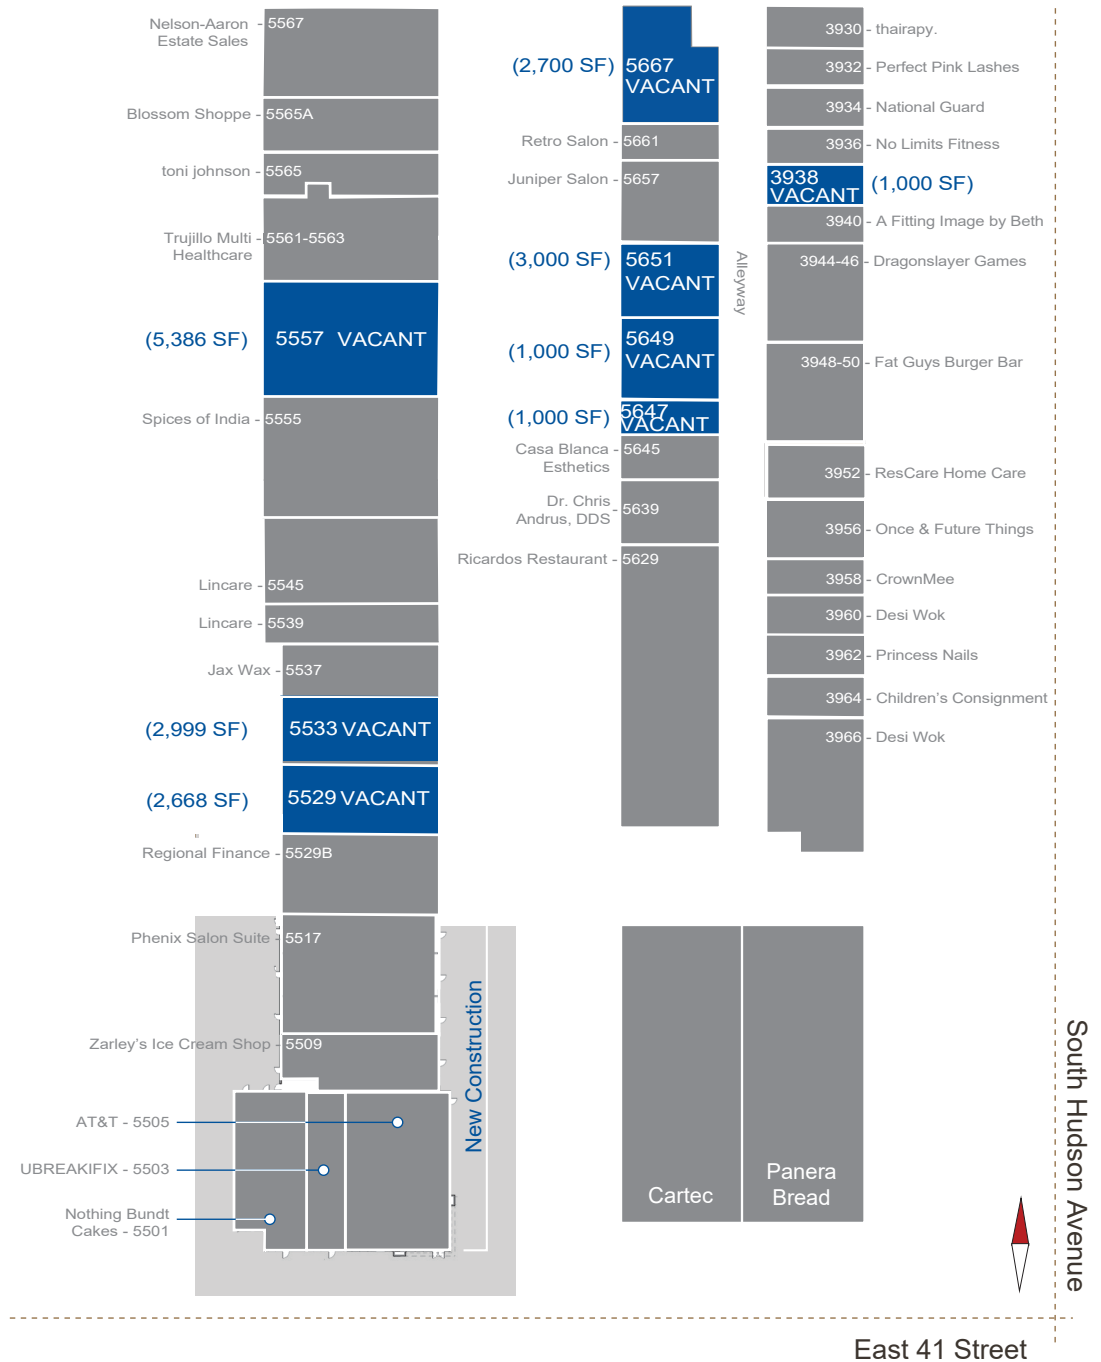 Nelson-Aaron - 5567
Estate Sales
Blossom Shoppe - 5565A
toni johnson - 5565
Trujillo Multi - 5561-5563
Healthcare
(5,386 SF) 5557 VACANT
Spices of India - 5555
Lincare - 5545
Lincare - 5539
Jax Wax - 5537
(2,999 SF) 5533 VACANT
(2,668 SF) 5529 VACANT
Regional Finance - 5529B
Phenix Salon Suite - 5517
Zarley's Ice Cream Shop - 5509
AT&T - 5505
UBREAKIFIX - 5503
Nothing Bundt
Cakes - 5501
New Construction
(2,700 SF) 5667
VACANT
Retro Salon - 5661
Juniper Salon - 5657
(3,000 SF) 5651
VACANT
(1,000 SF) 5649
VACANT
(1,000 SF) 5647
VACANT
Casa Blanca - 5645
Esthetics
Dr. Chris
Andrus, DDS - 5639
Ricardos Restaurant - 5629
Alleyway
3930 - thairapy.
3932 - Perfect Pink Lashes
3934 - National Guard
3936 - No Limits Fitness
3938
VACANT (1,000 SF)
3940 - A Fitting Image by Beth
3944-46 - Dragonslayer Games
3948-50 - Fat Guys Burger Bar
3952 - ResCare Home Care
3956 - Once & Future Things
3958 - CrownMee
3960 - Desi Wok
3962 - Princess Nails
3964 - Children's Consignment
3966 - Desi Wok
Cartec
Panera
Bread
South Hudson Avenue
East 41 Street